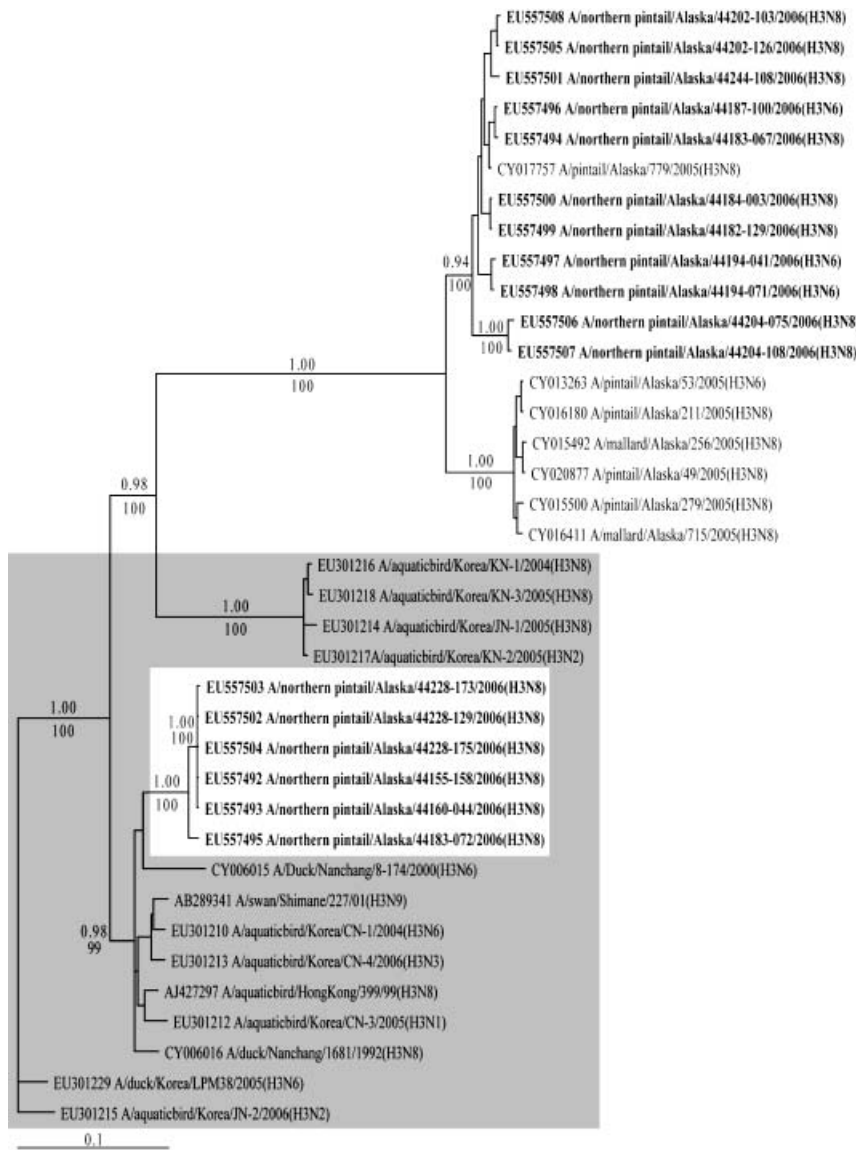 EU557508 A/northern pintail/Alaska/44202-103/2006(H3N8)
EU557505 A/northern pintail/Alaska/44202-126/2006(H3N8)
EU557501 A/northern pintail/Alaska/44244-108/2006(H3N8)
EU557496 A/northern pintail/Alaska/44187-100/2006(H3N6)
EU557494 A/northern pintail/Alaska/44183-067/2006(H3N8)
CY017757 A/pintail/Alaska/779/2005(H3N8)
EU557500 A/northern pintail/Alaska/44184-003/2006(H3N8)
EU557499 A/northern pintail/Alaska/44182-129/2006(H3N8)
0.94
100
EU557497 A/northern pintail/Alaska/44194-041/2006(H3N6)
EU557498 A/northern pintail/Alaska/44194-071/2006(H3N6)
1.00
100
EU557506 A/northern pintail/Alaska/44204-075/2006(H3N8
EU557507 A/northern pintail/Alaska/44204-108/2006(H3N8)
1.00
100
CY013263 A/pintail/Alaska/53/2005(H3N6)
CY016180 A/pintail/Alaska/211/2005(H3N8)
CY015492 A/mallard/Alaska/256/2005(H3N8)
1.00
100
CY020877 A/pintail/Alaska/49/2005(H3N8)
CY015500 A/pintail/Alaska/279/2005(H3N8)
CY016411 A/mallard/Alaska/715/2005(H3N8)
0.98
100
EU301216 A/aquaticbird/Korea/KN-1/2004(H3N8)
EU301218 A/aquaticbird/Korea/KN-3/2005(H3N8)
1.00
100
EU301214 A/aquaticbird/Korea/JN-1/2005(H3N8)
EU301217A/aquaticbird/Korea/KN-2/2005(H3N2)
1.00
100
EU557503 A/northern pintail/Alaska/44228-173/2006(H3N8)
EU557502 A/northern pintail/Alaska/44228-129/2006(H3N8)
1.00
100
EU557504 A/northern pintail/Alaska/44228-175/2006(H3N8)
EU557492 A/northern pintail/Alaska/44155-158/2006(H3N8)
1.00
100
EU557493 A/northern pintail/Alaska/44160-044/2006(H3N8)
EU557495 A/northern pintail/Alaska/44183-072/2006(H3N8)
CY006015 A/Duck/Nanchang/8-174/2000(H3N6)
AB289341 A/swan/Shimane/227/01(H3N9)
0.98
99
EU301210 A/aquaticbird/Korea/CN-1/2004(H3N6)
EU301213 A/aquaticbird/Korea/CN-4/2006(H3N3)
AJ427297 A/aquaticbird/HongKong/399/99(H3N8)
EU301212 A/aquaticbird/Korea/CN-3/2005(H3N1)
CY006016 A/duck/Nanchang/1681/1992(H3N8)
EU301229 A/duck/Korea/LPM38/2005(H3N6)
EU301215 A/aquaticbird/Korea/JN-2/2006(H3N2)
0.1